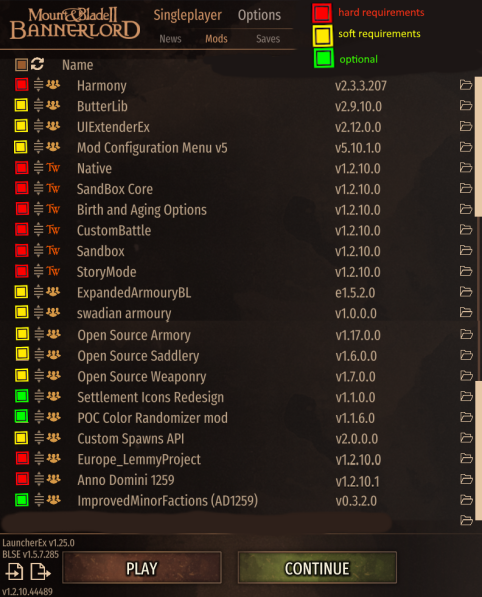 Mount&Blade II
BANNERLORD
Singleplayer Options
News Mods Saves
hard requirements
soft requirements
optional
Name
Harmony v2.3.3.207
ButterLib v2.9.10.0
UIExtenderEx v2.12.0.0
Mod Configuration Menu v5 v5.10.1.0
Tw Native v1.2.10.0
Tw SandBox Core v1.2.10.0
Tw Birth and Aging Options v1.2.10.0
Tw CustomBattle v1.2.10.0
Tw Sandbox v1.2.10.0
Tw StoryMode v1.2.10.0
ExpandedArmouryBL e1.5.2.0
swadian armoury v1.0.0.0
Open Source Armory v1.17.0.0
Open Source Saddlery v1.6.0.0
Open Source Weaponry v1.7.0.0
Settlement Icons Redesign v1.1.0.0
POC Color Randomizer mod v1.1.6.0
Custom Spawns API v2.0.0.0
Europe_LemmyProject v1.2.10.0
Anno Domini 1259 v1.2.10.1
ImprovedMinorFactions (AD1259) v0.3.2.0
LauncherEx v1.25.0
BLSE v1.5.7.285
PLAY CONTINUE
v1.2.10.44489